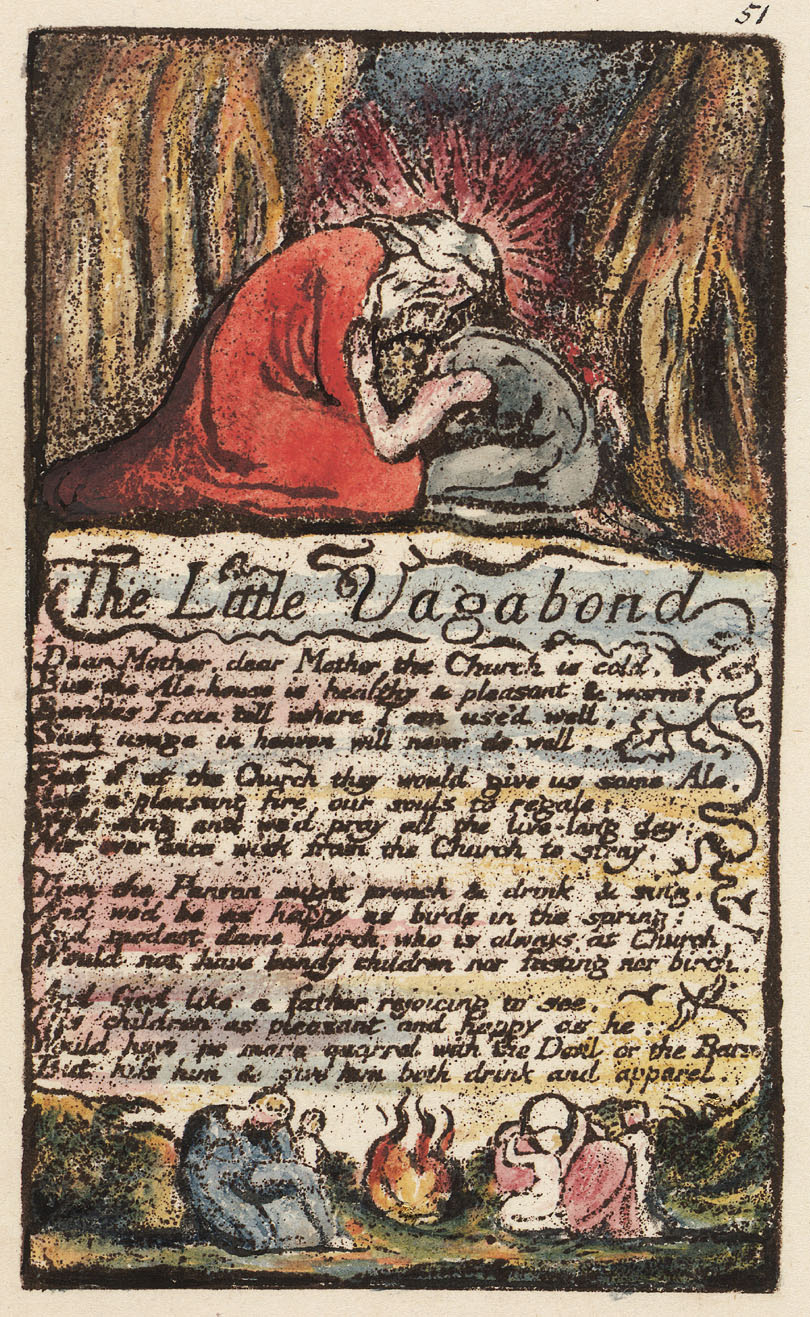 51
The Little Vagabond
Dear Mother, dear Mother, the Church is cold,
But the Ale-house is healthy & pleasant & warm;
Besides I can tell where I am use'd well,
Such usage in heaven will never do well.
But if at the Church they would give us some Ale,
And a pleasant fire, our souls to regale:
We'd sing and we'd pray all the live-long day:
Nor ever once wish from the Church to stray.
Then the Parson might preach & drink & sing,
And we'd be as happy as birds in the spring:
And modest dame Lurch, who is always at Church,
Would not have bandy children nor fasting nor birch.
And God like a father rejoicing to see,
His children as pleasant and happy as he:
Would have no more quarrel with the Devil or the Barrel
But kiss him & give him both drink and apparel.